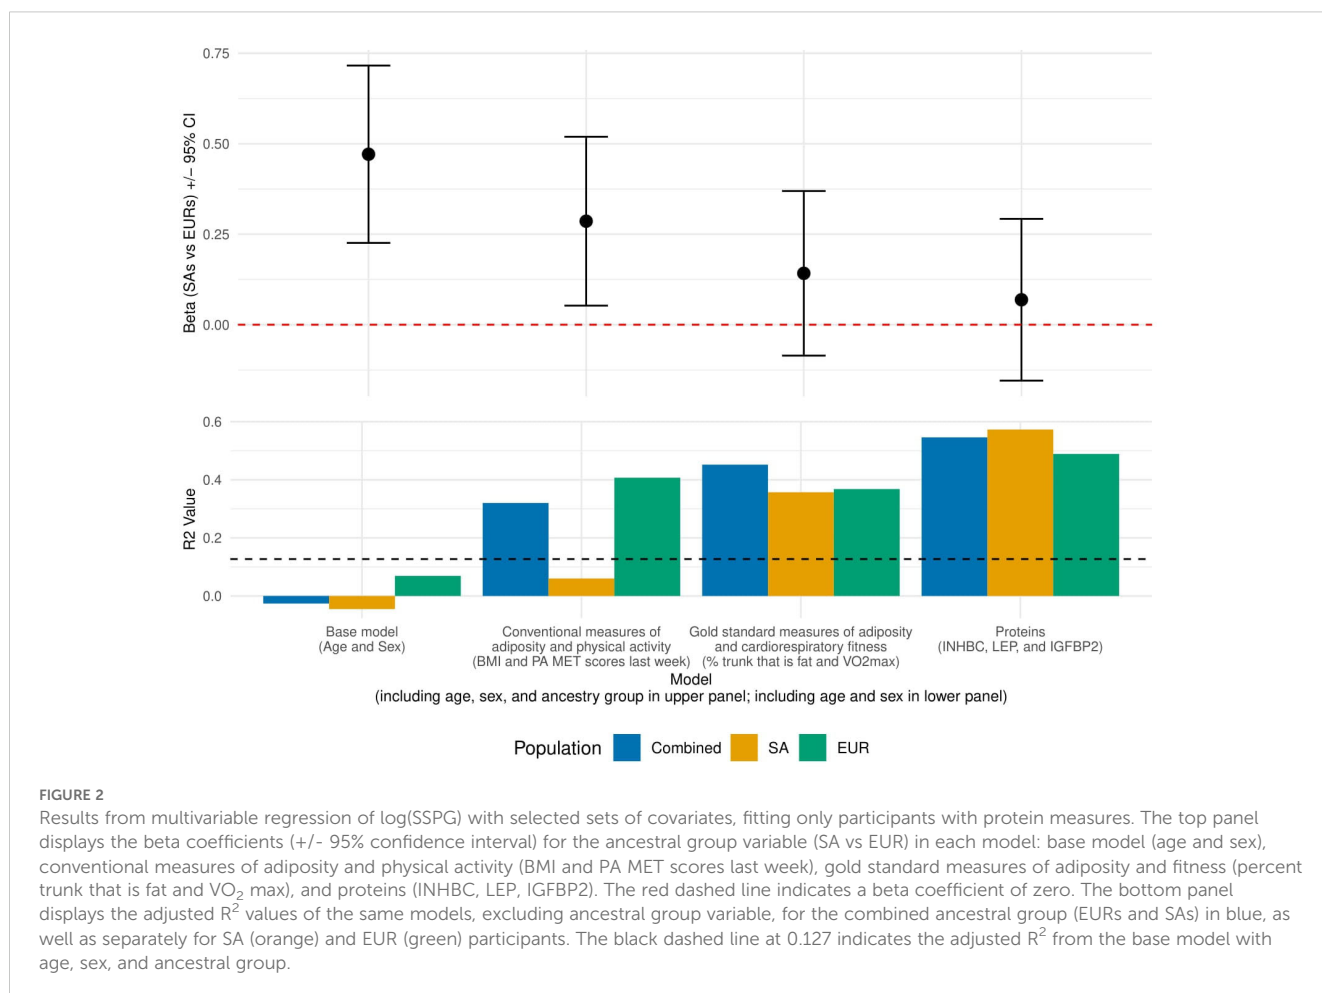 0.75
0.50
0.25
0.00
Beta (SAs vs EURs) +/− 95% CI
0.6
0.4
0.2
0.0
R2 Value
Base model
(Age and Sex)
Conventional measures of
adiposity and physical activity
(BMI and PA MET scores last week)
Gold standard measures of adiposity
and cardiorespiratory fitness
(% trunk that is fat and VO2max)
Proteins
(INHBC, LEP, and IGFBP2)
Model
(including age, sex, and ancestry group in upper panel; including age and sex in lower panel)
Population Combined SA EUR
FIGURE 2
Results from multivariable regression of log(SSPG) with selected sets of covariates, fitting only participants with protein measures. The top panel
displays the beta coefficients (+/- 95% confidence interval) for the ancestral group variable (SA vs EUR) in each model: base model (age and sex),
conventional measures of adiposity and physical activity (BMI and PA MET scores last week), gold standard measures of adiposity and fitness (percent
trunk that is fat and VO₂ max), and proteins (INHBC, LEP, IGFBP2). The red dashed line indicates a beta coefficient of zero. The bottom panel
displays the adjusted R² values of the same models, excluding ancestral group variable, for the combined ancestral group (EURs and SAs) in blue, as
well as separately for SA (orange) and EUR (green) participants. The black dashed line at 0.127 indicates the adjusted R² from the base model with
age, sex, and ancestral group.